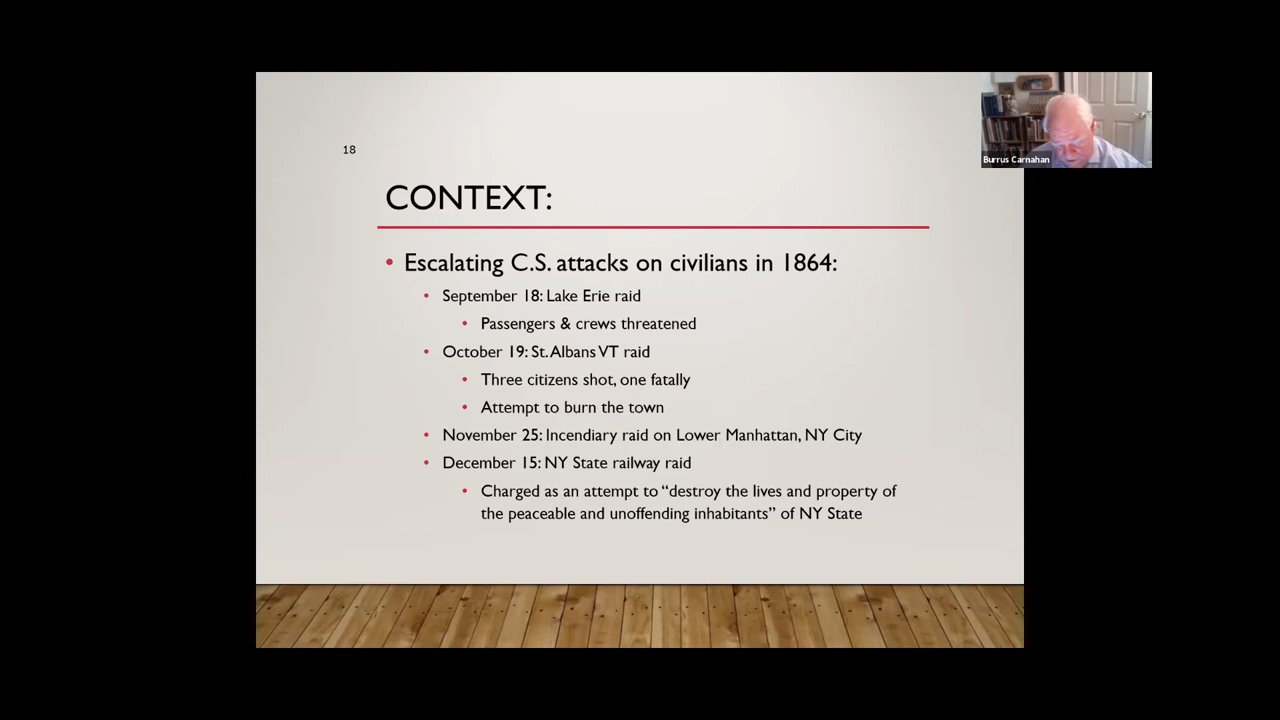 18
CONTEXT:
• Escalating C.S. attacks on civilians in 1864:
• September 18: Lake Erie raid
• Passengers & crews threatened
• October 19: St. Albans VT raid
• Three citizens shot, one fatally
• Attempt to burn the town
• November 25: Incendiary raid on Lower Manhattan, NY City
• December 15: NY State railway raid
• Charged as an attempt to “destroy the lives and property of
the peaceable and unoffending inhabitants” of NY State
Burrus Carnahan